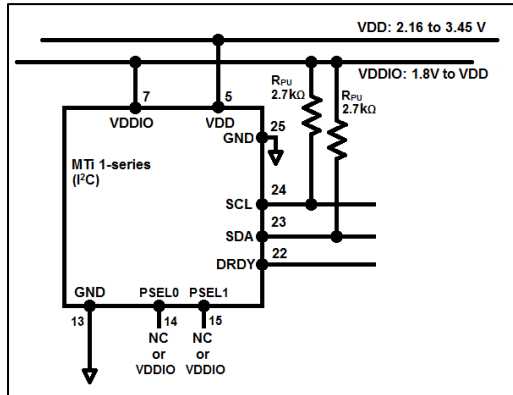 VDD: 2.16 to 3.45 V
VDDIO: 1.8V to VDD
RPU
2.7kΩ
RPU
2.7kΩ
7
5
VDDIO
VDD
25
GND
MTi 1-series
(I²C)
24
SCL
23
SDA
22
DRDY
GND
PSEL0
PSEL1
13
14
15
NC
or
VDDIO
NC
or
VDDIO